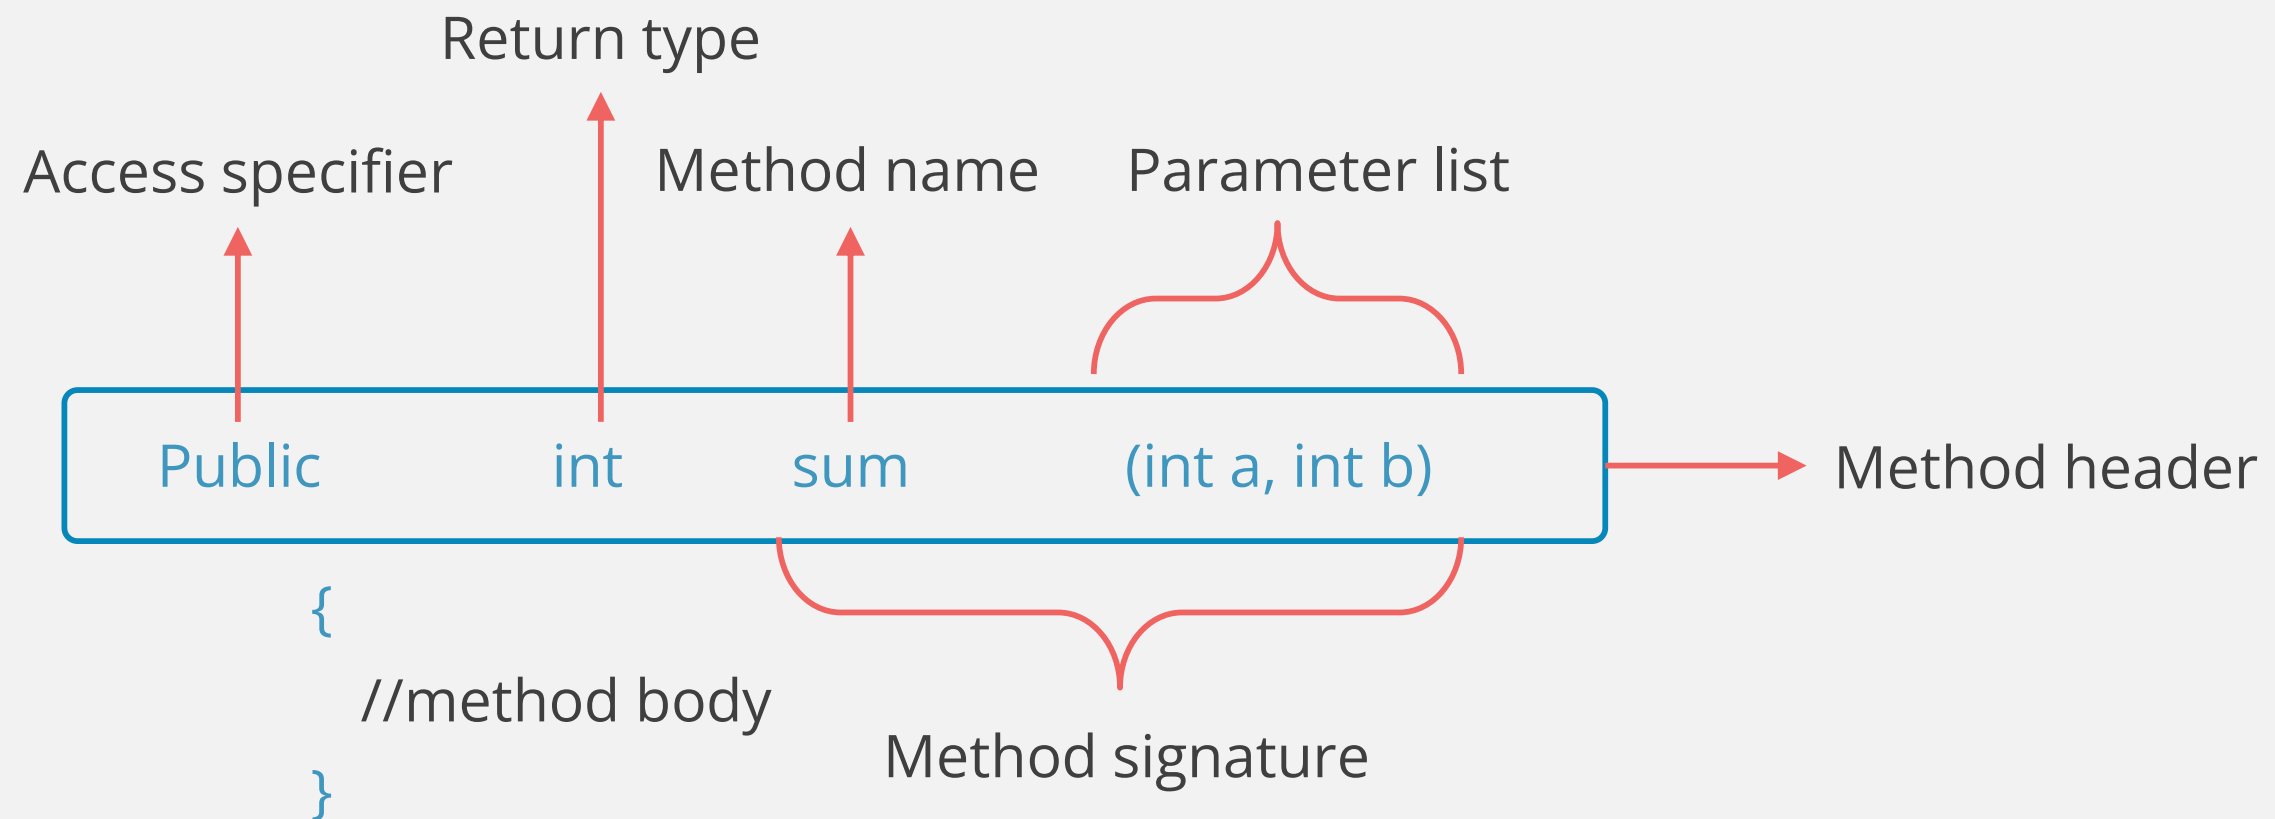 Return type
Access specifier
Method name
Parameter list
Public int sum (int a, int b)
Method header
{
//method body
Method signature
}